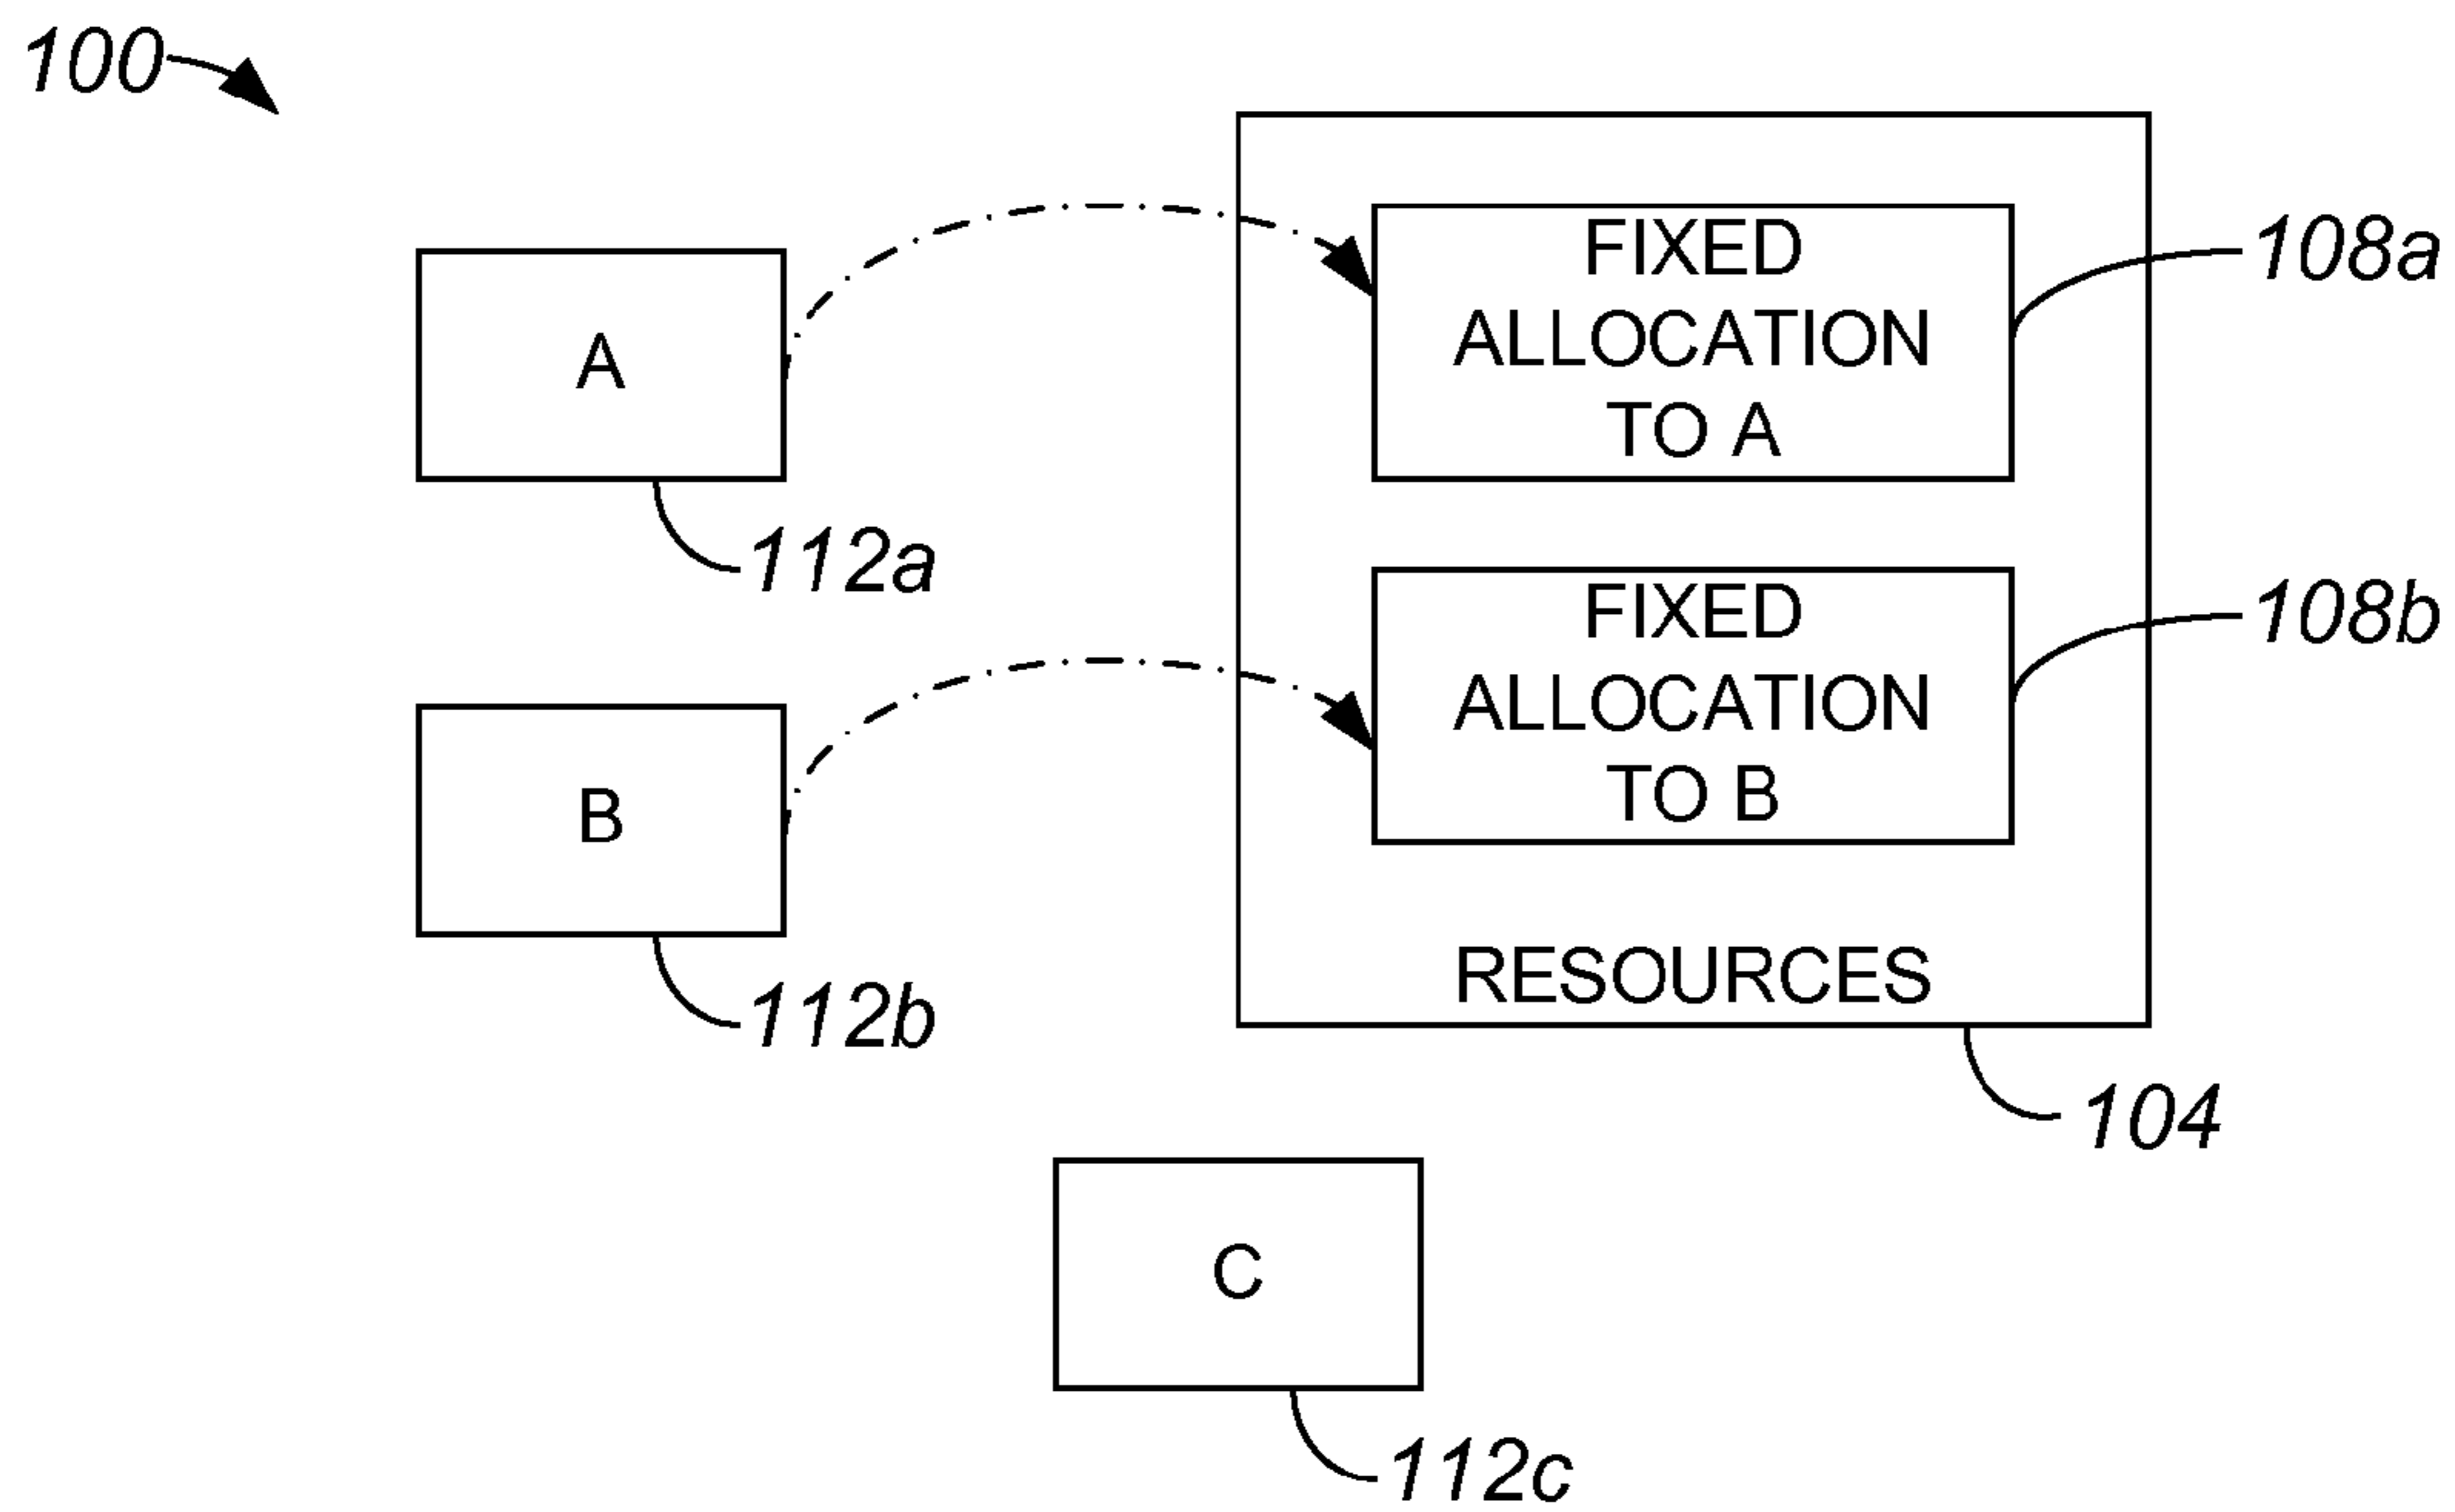 100
FIXED
ALLOCATION
TO A
108a
A
112a
FIXED
ALLOCATION
TO B
108b
B
112b
RESOURCES
104
C
112c